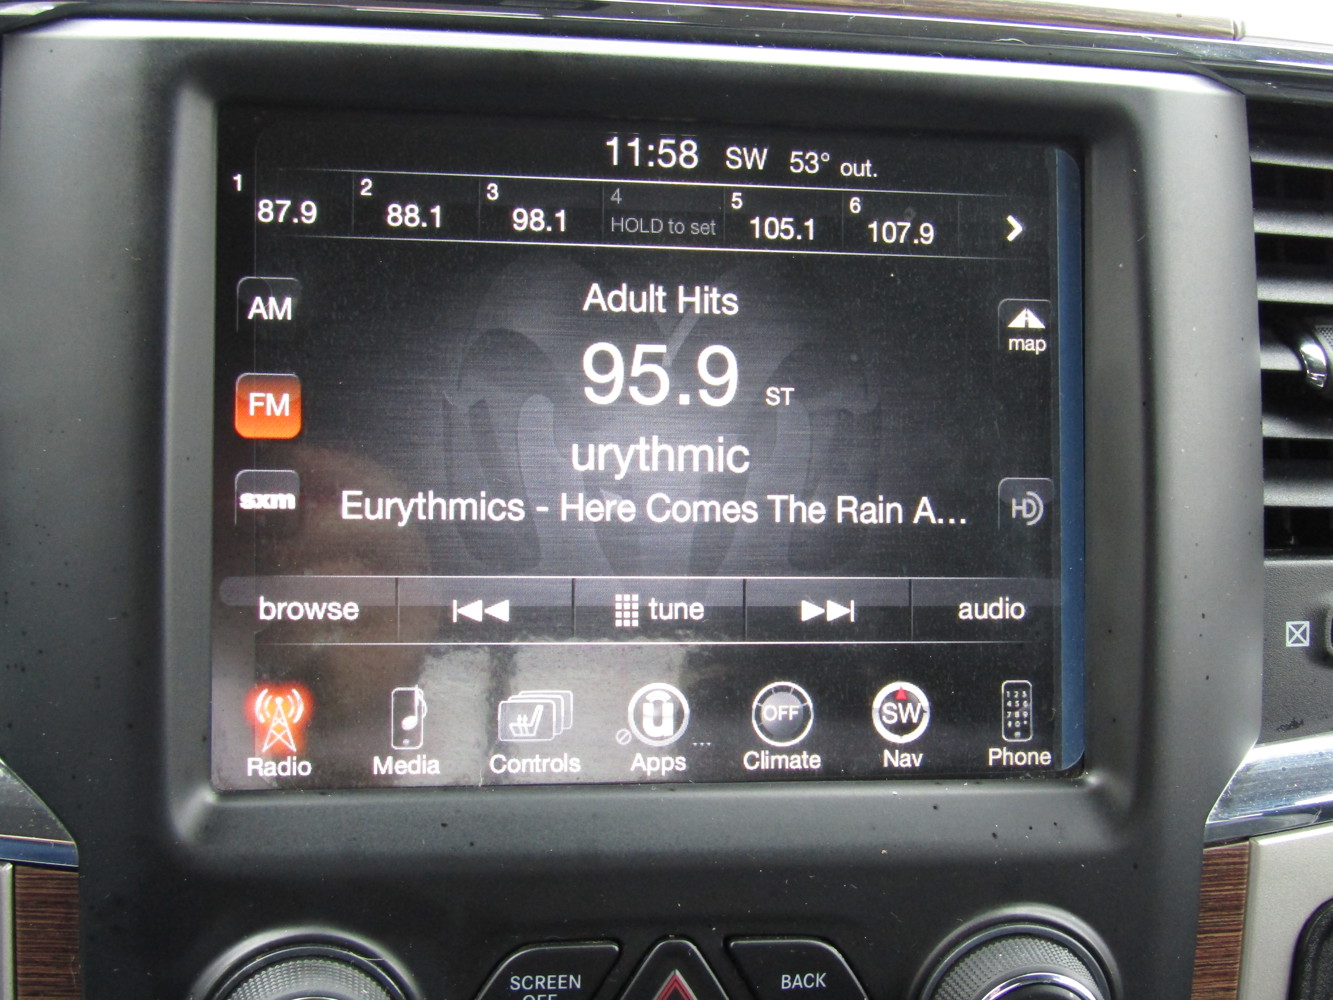 11:58 SW 53° out.
1 2 3 4 5 6
87.9 88.1 98.1 HOLD to set 105.1 107.9
Adult Hits
AM
map
95.9 ST
FM
urythmic
sxm Eurythmics - Here Comes The Rain A... HD
browse tune audio
OFF SW
Radio Media Controls Apps Climate Nav Phone
SCREEN OFF
BACK